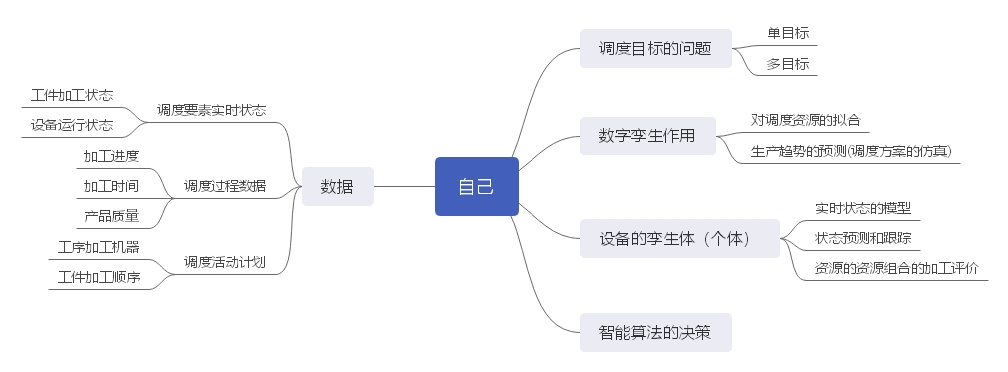 自己
调度目标的问题
单目标
多目标
数字孪生作用
对调度资源的拟合
生产趋势的预测(调度方案的仿真)
设备的孪生体（个体）
实时状态的模型
状态预测和跟踪
资源的资源组合的加工评价
智能算法的决策
数据
调度要素实时状态
工件加工状态
设备运行状态
调度过程数据
加工进度
加工时间
产品质量
调度活动计划
工序加工机器
工件加工顺序